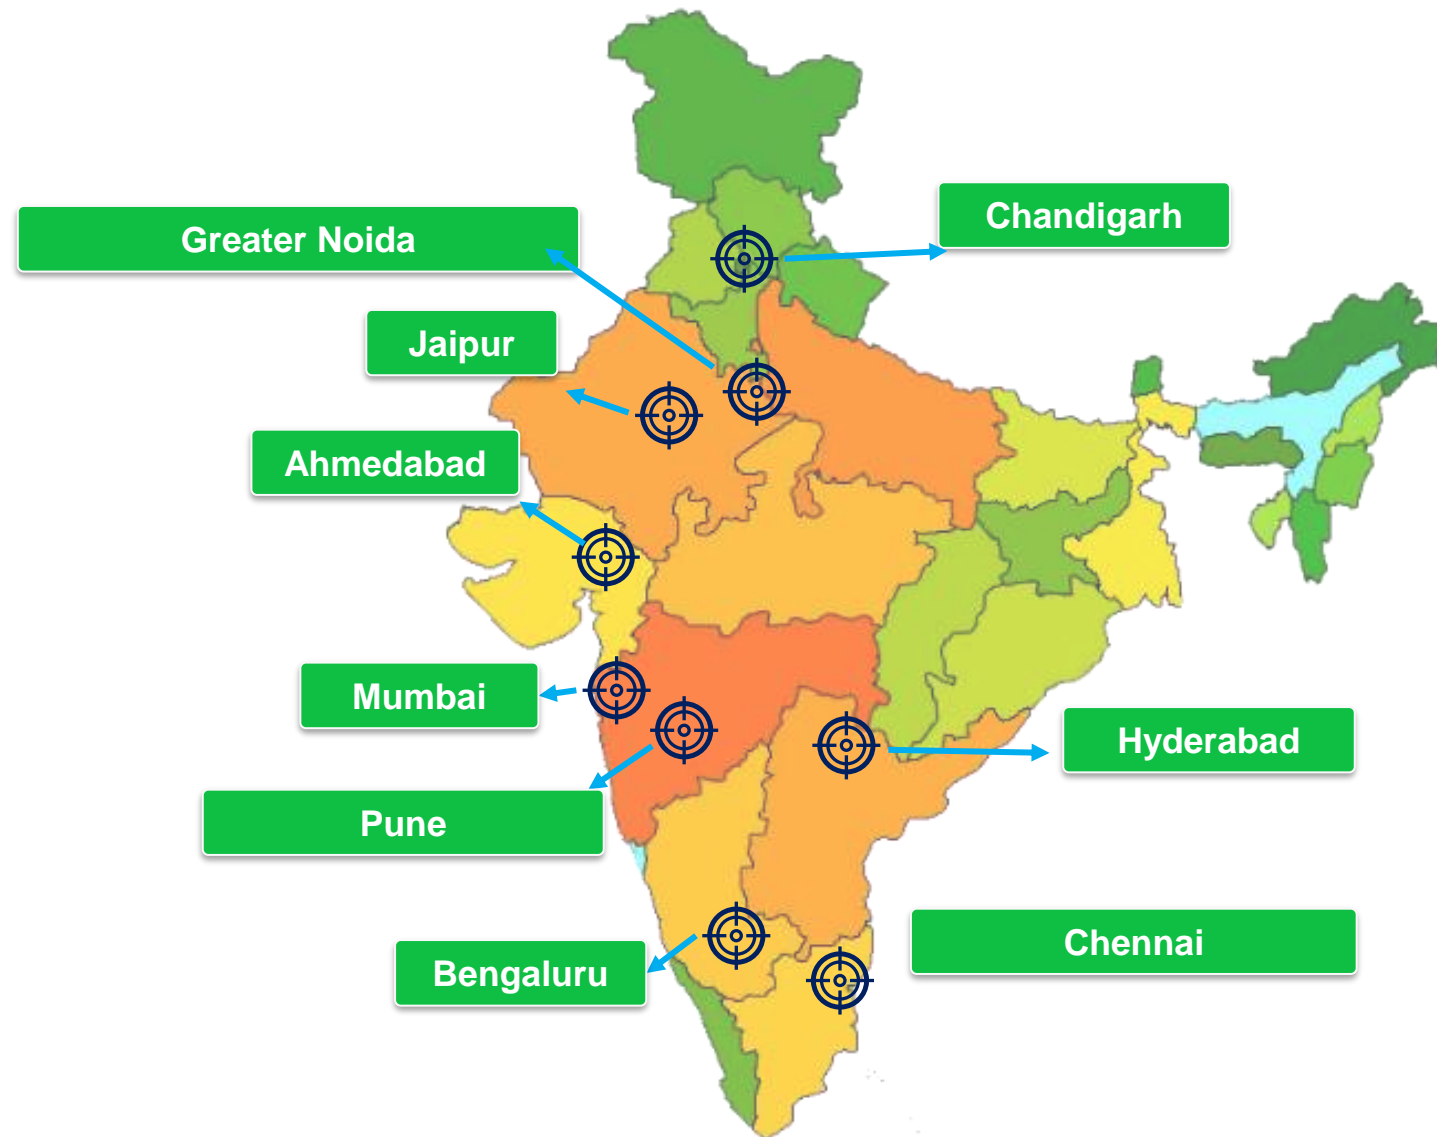 Chandigarh
Greater Noida
Jaipur
Ahmedabad
Mumbai
Hyderabad
Pune
Chennai
Bengaluru